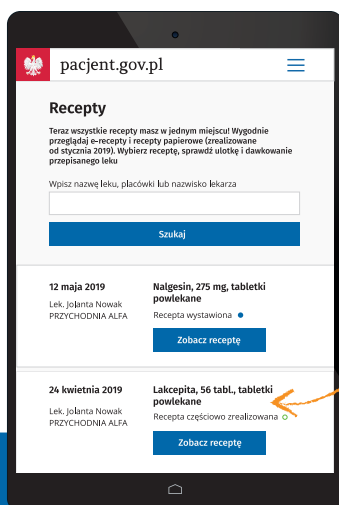 pacjent.gov.pl
Recepty
Teraz wszystkie recepty masz w jednym miejscu! Wygodnie
przeglądaj e-recepty i recepty papierowe (zrealizowane
od stycznia 2019). Wybierz receptę, sprawdź ulotkę i dawkowanie
przepisanego leku
Wpisz nazwę leku, placówki lub nazwisko lekarza
Szukaj
12 maja 2019
Lek. Jolanta Nowak
PRZYCHODNIA ALFA
Nalgesin, 275 mg, tabletki
powlekane
Recepta wystawiona
Zobacz receptę
24 kwietnia 2019
Lek. Jolanta Nowak
PRZYCHODNIA ALFA
Lakcepita, 56 tabl., tabletki
powlekane
Recepta częściowo zrealizowana
Zobacz receptę